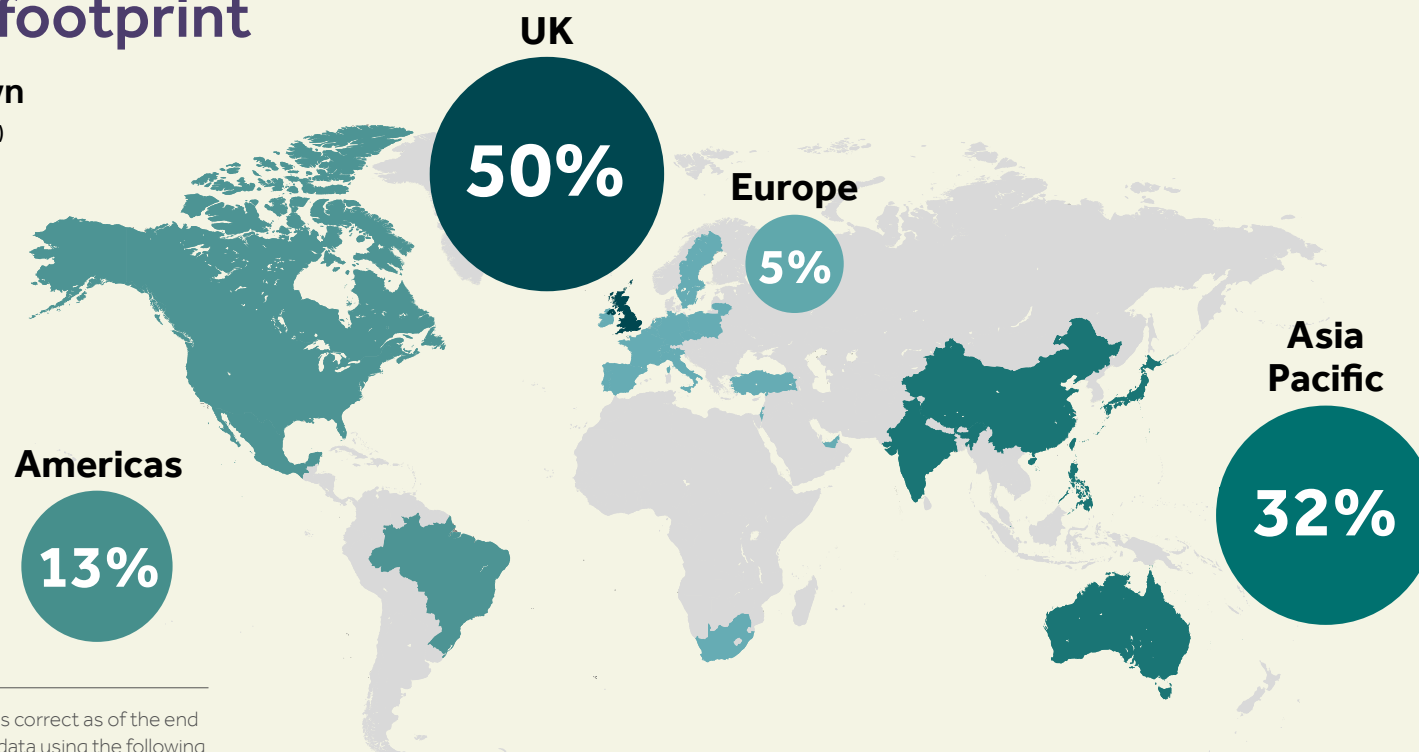 footprint
UK
50%
Europe
5%
Asia
Pacific
32%
Americas
13%
s correct as of the end
data using the following